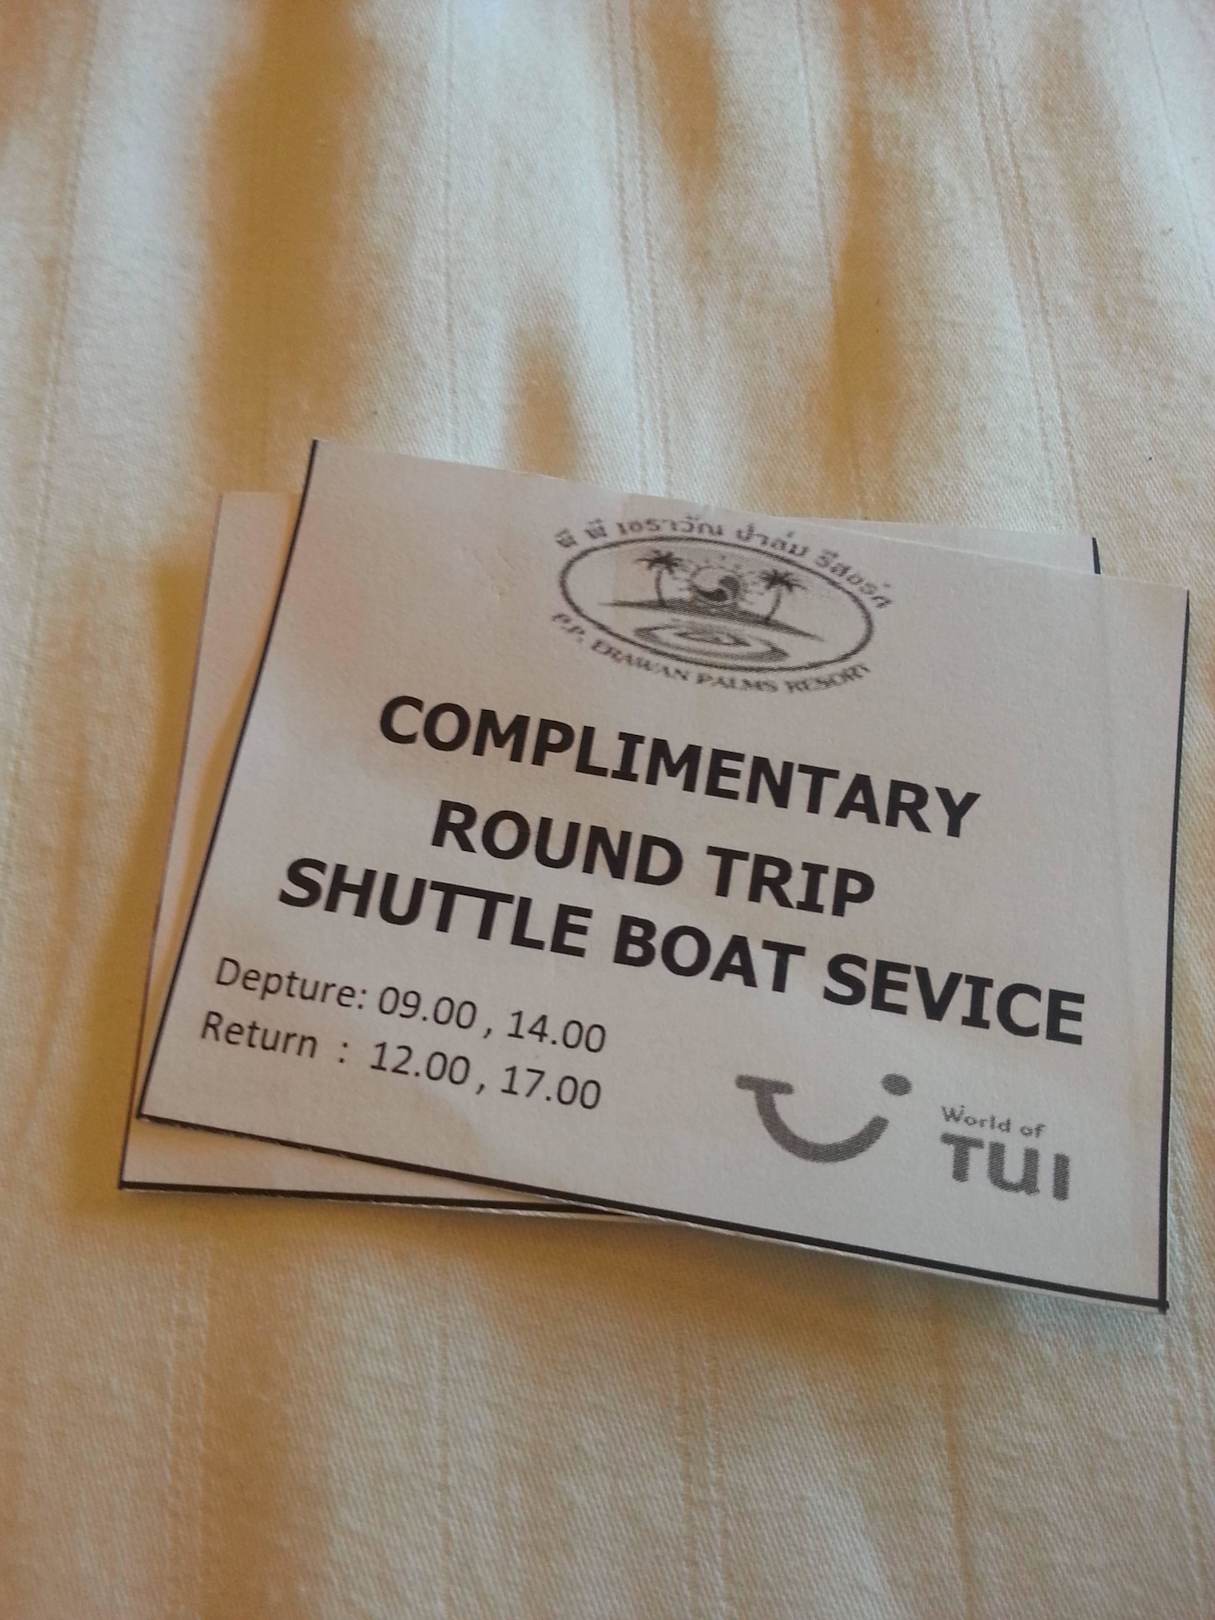 พี พี เอราวัณ ปาล์ม รีสอร์ท
P.P. ERAWAN PALMS RESORT
COMPLIMENTARY
ROUND TRIP
SHUTTLE BOAT SEVICE
Depture: 09.00 , 14.00
Return : 12.00 , 17.00
World of
TUI